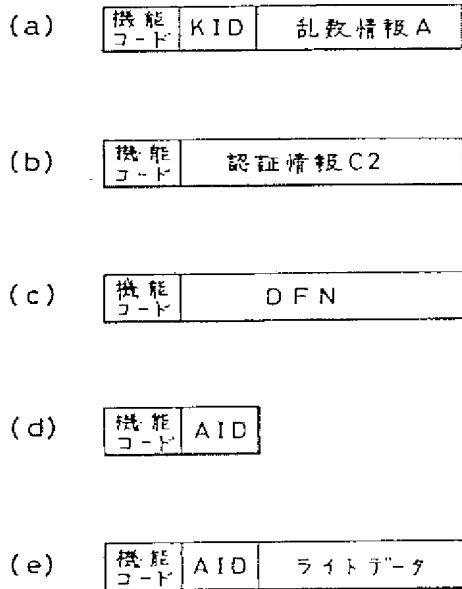 (a) 機能コード KID 乱数情報A
(b) 機能コード 認証情報C2
(c) 機能コード DFN
(d) 機能コード AID
(e) 機能コード AID ライトデータ